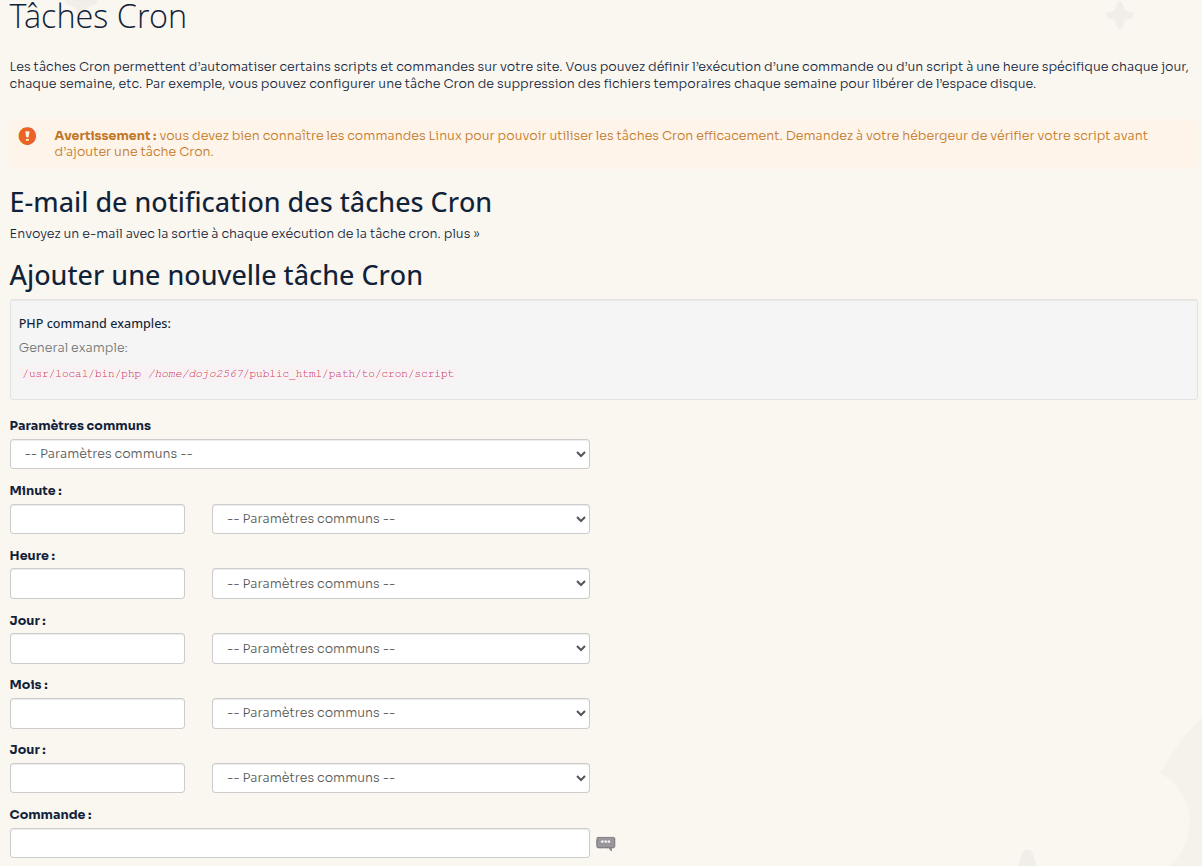 Tâches Cron
Les tâches Cron permettent d’automatiser certains scripts et commandes sur votre site. Vous pouvez définir l’exécution d’une commande ou d’un script à une heure spécifique chaque jour,
chaque semaine, etc. Par exemple, vous pouvez configurer une tâche Cron de suppression des fichiers temporaires chaque semaine pour libérer de l’espace disque.
Avertissement : vous devez bien connaître les commandes Linux pour pouvoir utiliser les tâches Cron efficacement. Demandez à votre hébergeur de vérifier votre script avant
d’ajouter une tâche Cron.
E-mail de notification des tâches Cron
Envoyez un e-mail avec la sortie à chaque exécution de la tâche cron. plus »
Ajouter une nouvelle tâche Cron
PHP command examples:
General example:
/usr/local/bin/php /home/dojo2567/public_html/path/to/cron/script
Paramètres communs
-- Paramètres communs --
Minute :
-- Paramètres communs --
Heure :
-- Paramètres communs --
Jour :
-- Paramètres communs --
Mois :
-- Paramètres communs --
Jour :
-- Paramètres communs --
Commande :